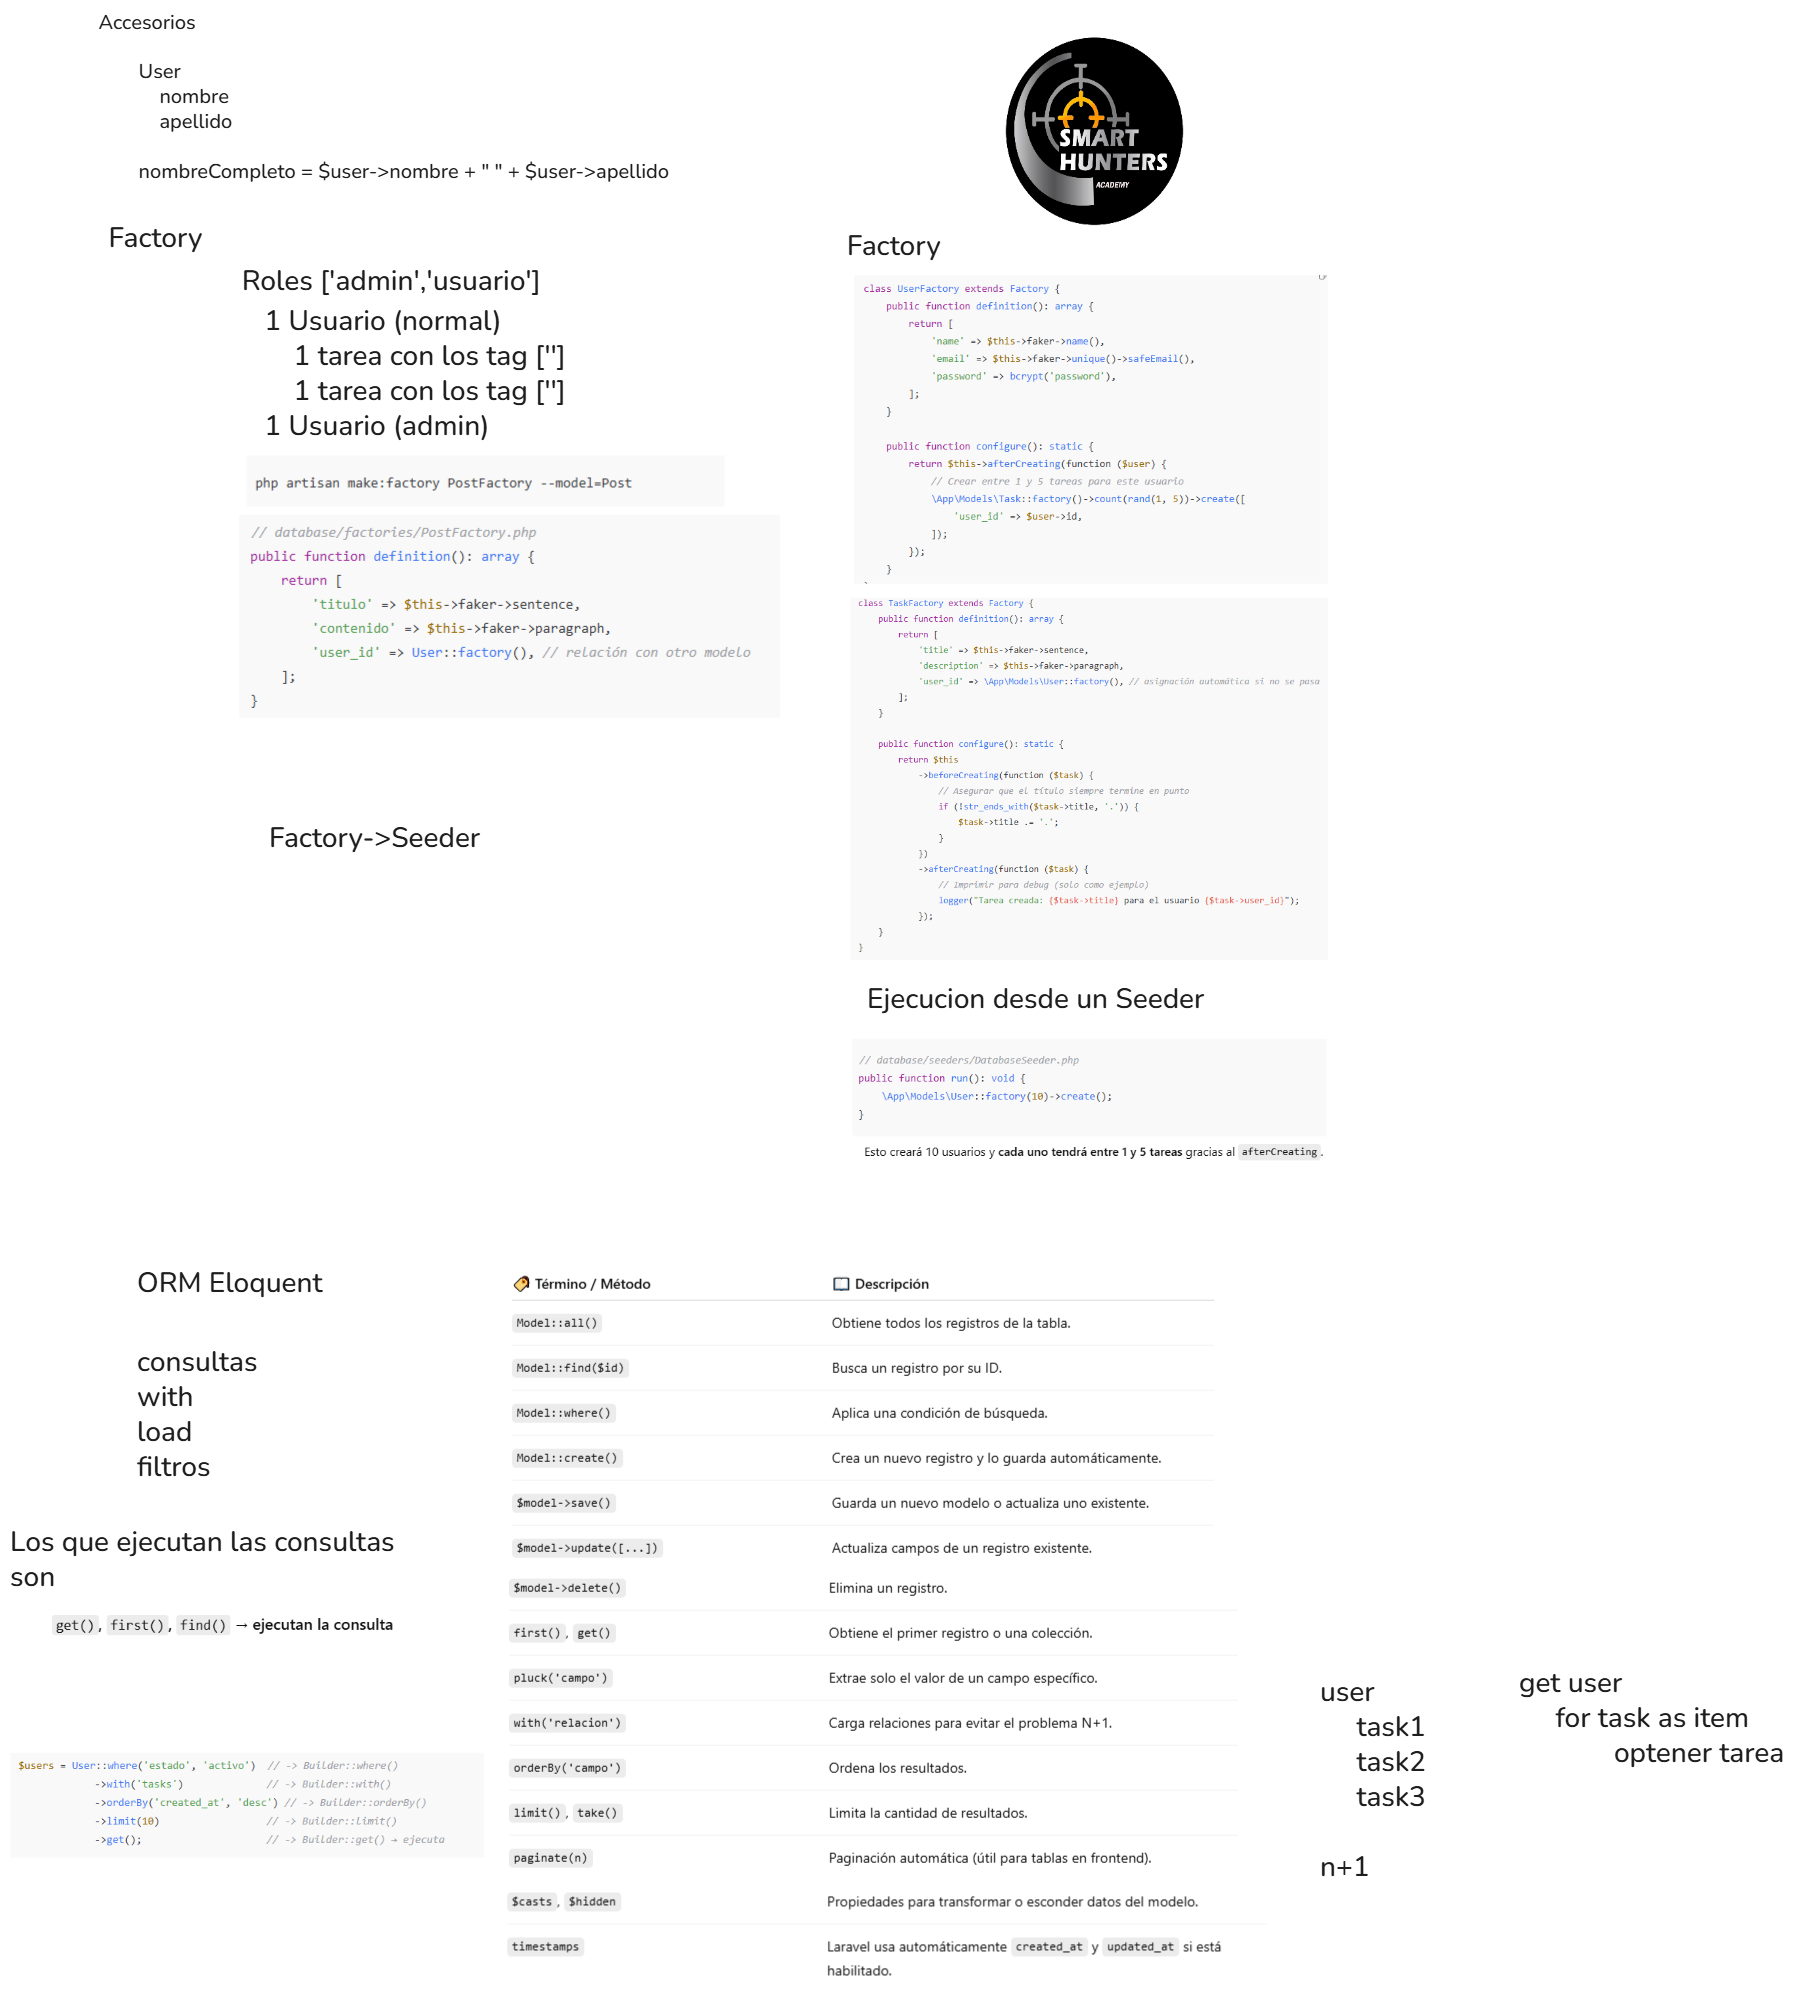 Accesorios
User
nombre
apellido
nombreCompleto = $user->nombre + " " + $user->apellido
SMART
HUNTERS
ACADEMY
Factory
Roles ['admin','usuario']
1 Usuario (normal)
1 tarea con los tag ['']
1 tarea con los tag ['']
1 Usuario (admin)
php artisan make:factory PostFactory --model=Post
// database/factories/PostFactory.php
public function definition(): array {
return [
'titulo' => $this->faker->sentence,
'contenido' => $this->faker->paragraph,
'user_id' => User::factory(), // relación con otro modelo
];
}
Factory->Seeder
Factory
class UserFactory extends Factory {
public function definition(): array {
return [
'name' => $this->faker->name(),
'email' => $this->faker->unique()->safeEmail(),
'password' => bcrypt('password'),
];
}
public function configure(): static {
return $this->afterCreating(function ($user) {
// Crear entre 1 y 5 tareas para este usuario
\App\Models\Task::factory()->count(rand(1, 5))->create([
'user_id' => $user->id,
]);
});
}
class TaskFactory extends Factory {
public function definition(): array {
return [
'title' => $this->faker->sentence,
'description' => $this->faker->paragraph,
'user_id' => \App\Models\User::factory(), // asignación automática si no se pasa
];
}
public function configure(): static {
return $this
->beforeCreating(function ($task) {
// Asegurar que el título siempre termine en punto
if (!str_ends_with($task->title, '.')) {
$task->title .= '.';
}
})
->afterCreating(function ($task) {
// Imprimir para debug (solo como ejemplo)
logger("Tarea creada: {$task->title} para el usuario {$task->user_id}");
});
}
}
Ejecucion desde un Seeder
// database/seeders/DatabaseSeeder.php
public function run(): void {
\App\Models\User::factory(10)->create();
}
Esto creará 10 usuarios y cada uno tendrá entre 1 y 5 tareas gracias al afterCreating.
ORM Eloquent
consultas
with
load
filtros
Los que ejecutan las consultas
son
get(), first(), find() → ejecutan la consulta
$users = User::where('estado', 'activo') // -> Builder::where()
->with('tasks') // -> Builder::with()
->orderBy('created_at', 'desc') // -> Builder::orderBy()
->limit(10) // -> Builder::limit()
->get(); // -> Builder::get() → ejecuta
Término / Método Descripción
Model::all() Obtiene todos los registros de la tabla.
Model::find($id) Busca un registro por su ID.
Model::where() Aplica una condición de búsqueda.
Model::create() Crea un nuevo registro y lo guarda automáticamente.
$model->save() Guarda un nuevo modelo o actualiza uno existente.
$model->update([...]) Actualiza campos de un registro existente.
$model->delete() Elimina un registro.
first(), get() Obtiene el primer registro o una colección.
pluck('campo') Extrae solo el valor de un campo específico.
with('relacion') Carga relaciones para evitar el problema N+1.
orderBy('campo') Ordena los resultados.
limit(), take() Limita la cantidad de resultados.
paginate(n) Paginación automática (útil para tablas en frontend).
$casts, $hidden Propiedades para transformar o esconder datos del modelo.
timestamps Laravel usa automáticamente created_at y updated_at si está
habilitado.
user
task1
task2
task3
n+1
get user
for task as item
optener tarea